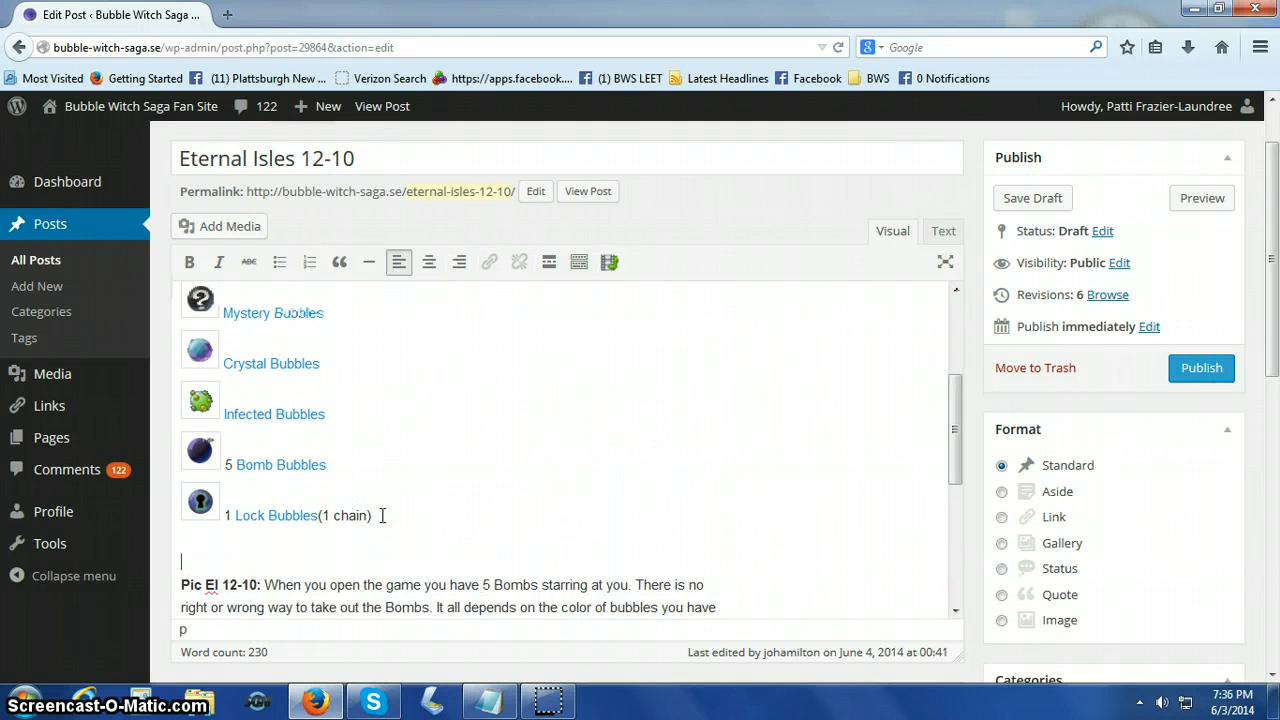 Edit Post ‹ Bubble Witch Saga ...
bubble-witch-saga.se/wp-admin/post.php?post=29864&action=edit
Google
Most Visited
Getting Started
(11) Plattsburgh New ...
Verizon Search
https://apps.facebook....
(1) BWS LEET
Latest Headlines
Facebook
BWS
0 Notifications
Bubble Witch Saga Fan Site
122
New
View Post
Howdy, Patti Frazier-Laundree
Dashboard
Posts
All Posts
Add New
Categories
Tags
Media
Links
Pages
Comments 122
Profile
Tools
Collapse menu
Eternal Isles 12-10
Permalink: http://bubble-witch-saga.se/eternal-isles-12-10/ Edit View Post
Add Media
Visual
Text
B I ABC
Mystery Bubbles
Crystal Bubbles
Infected Bubbles
5 Bomb Bubbles
1 Lock Bubbles(1 chain)
Pic EI 12-10: When you open the game you have 5 Bombs starring at you. There is no
right or wrong way to take out the Bombs. It all depends on the color of bubbles you have
p
Word count: 230
Last edited by johamilton on June 4, 2014 at 00:41
Publish
Save Draft
Preview
Status: Draft Edit
Visibility: Public Edit
Revisions: 6 Browse
Publish immediately Edit
Move to Trash
Publish
Format
Standard
Aside
Link
Gallery
Status
Quote
Image
Categories
Screencast-O-Matic.com
7:36 PM
6/3/2014